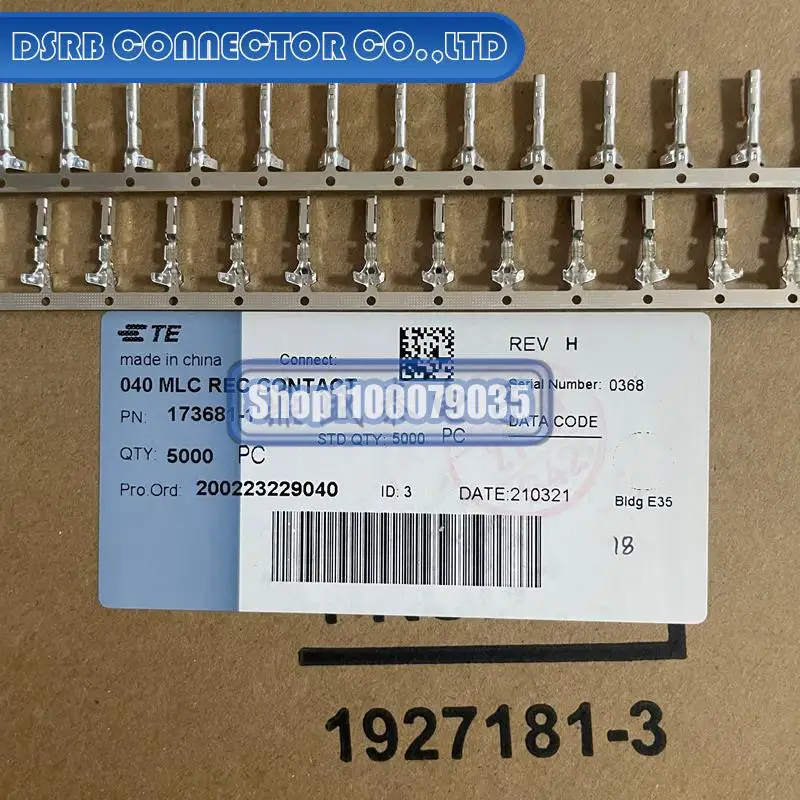 DSRB CONNECTOR CO.,LTD
TE
made in china
Connect:
REV H
040 MLC REC CONTACT
Serial Number: 0368
PN: 173681-
Shop1108079035
DATA CODE
STD QTY: 5000 PC
QTY: 5000 PC
Pro.Ord: 200223229040 ID: 3 DATE:210321
Bldg E35
18
1927181-3